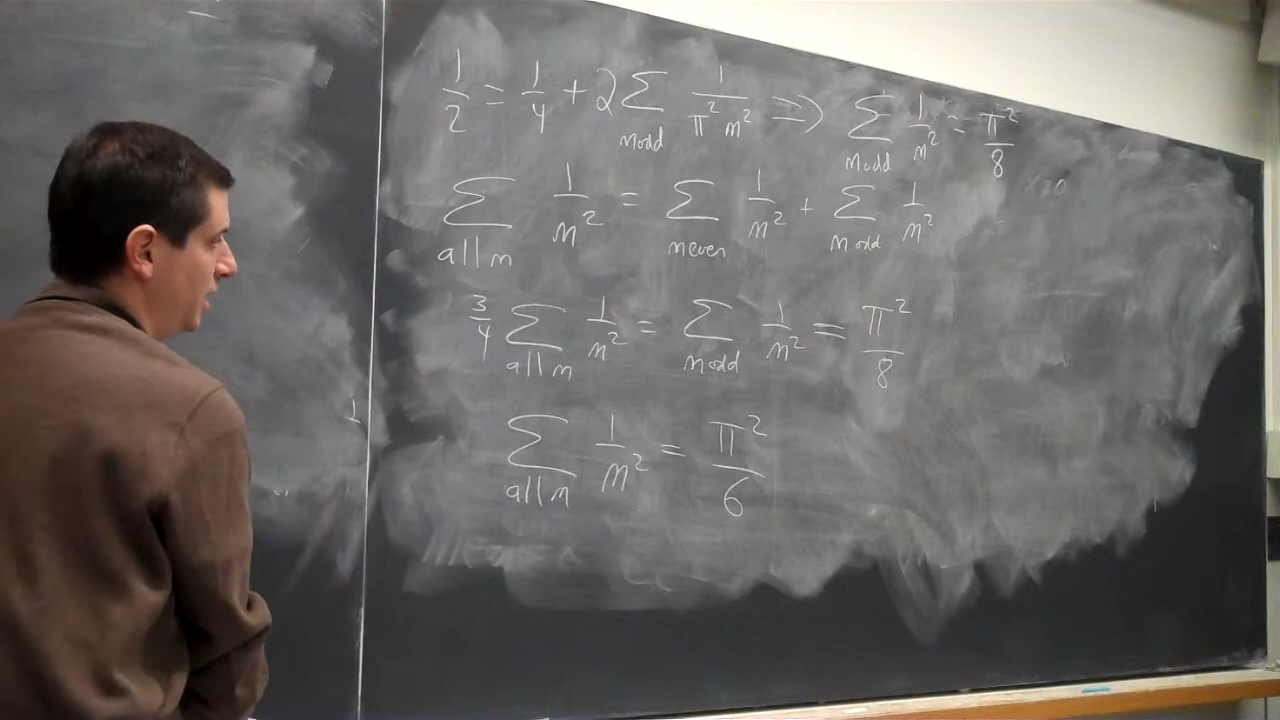 1/2 = 1/4 + 2 Σ_{m odd} 1/(π² m²) ⇒ Σ_{m odd} 1/m² = π²/8
Σ_{all m} 1/m² = Σ_{m even} 1/m² + Σ_{m odd} 1/m²
3/4 Σ_{all m} 1/m² = Σ_{m odd} 1/m² = π²/8
Σ_{all m} 1/m² = π²/6